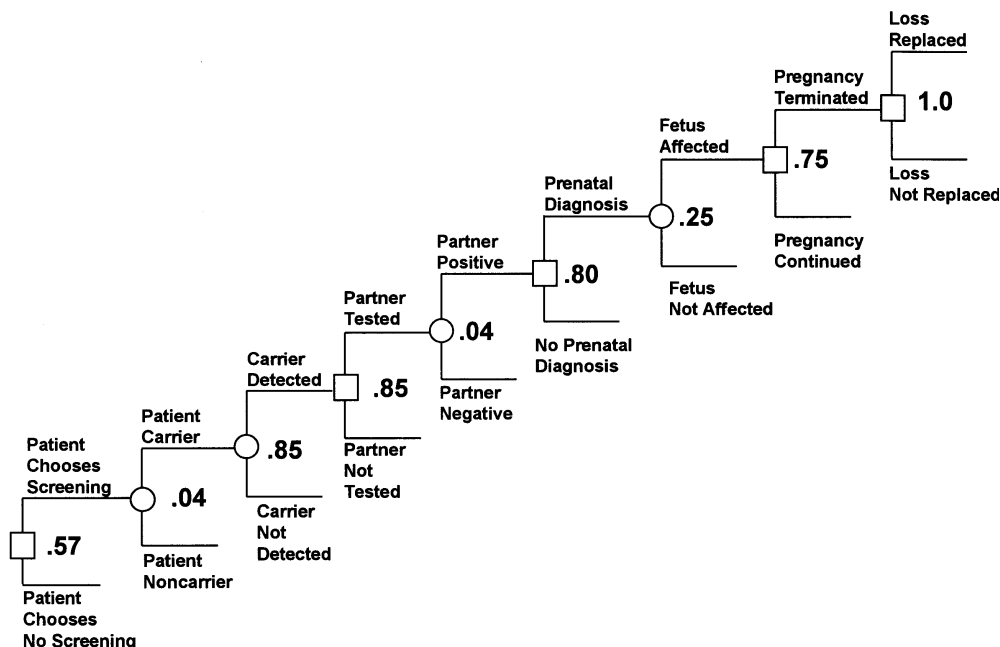 Loss
Replaced
1.0
Loss
Not Replaced
Pregnancy
Terminated
.75
Pregnancy
Continued
Fetus
Affected
.25
Fetus
Not Affected
Prenatal
Diagnosis
.80
No Prenatal
Diagnosis
Partner
Positive
.04
Partner
Negative
Partner
Tested
.85
Partner
Not
Tested
Carrier
Detected
.85
Carrier
Not
Detected
Patient
Carrier
.04
Patient
Noncarrier
Patient
Chooses
Screening
.57
Patient
Chooses
No Screening